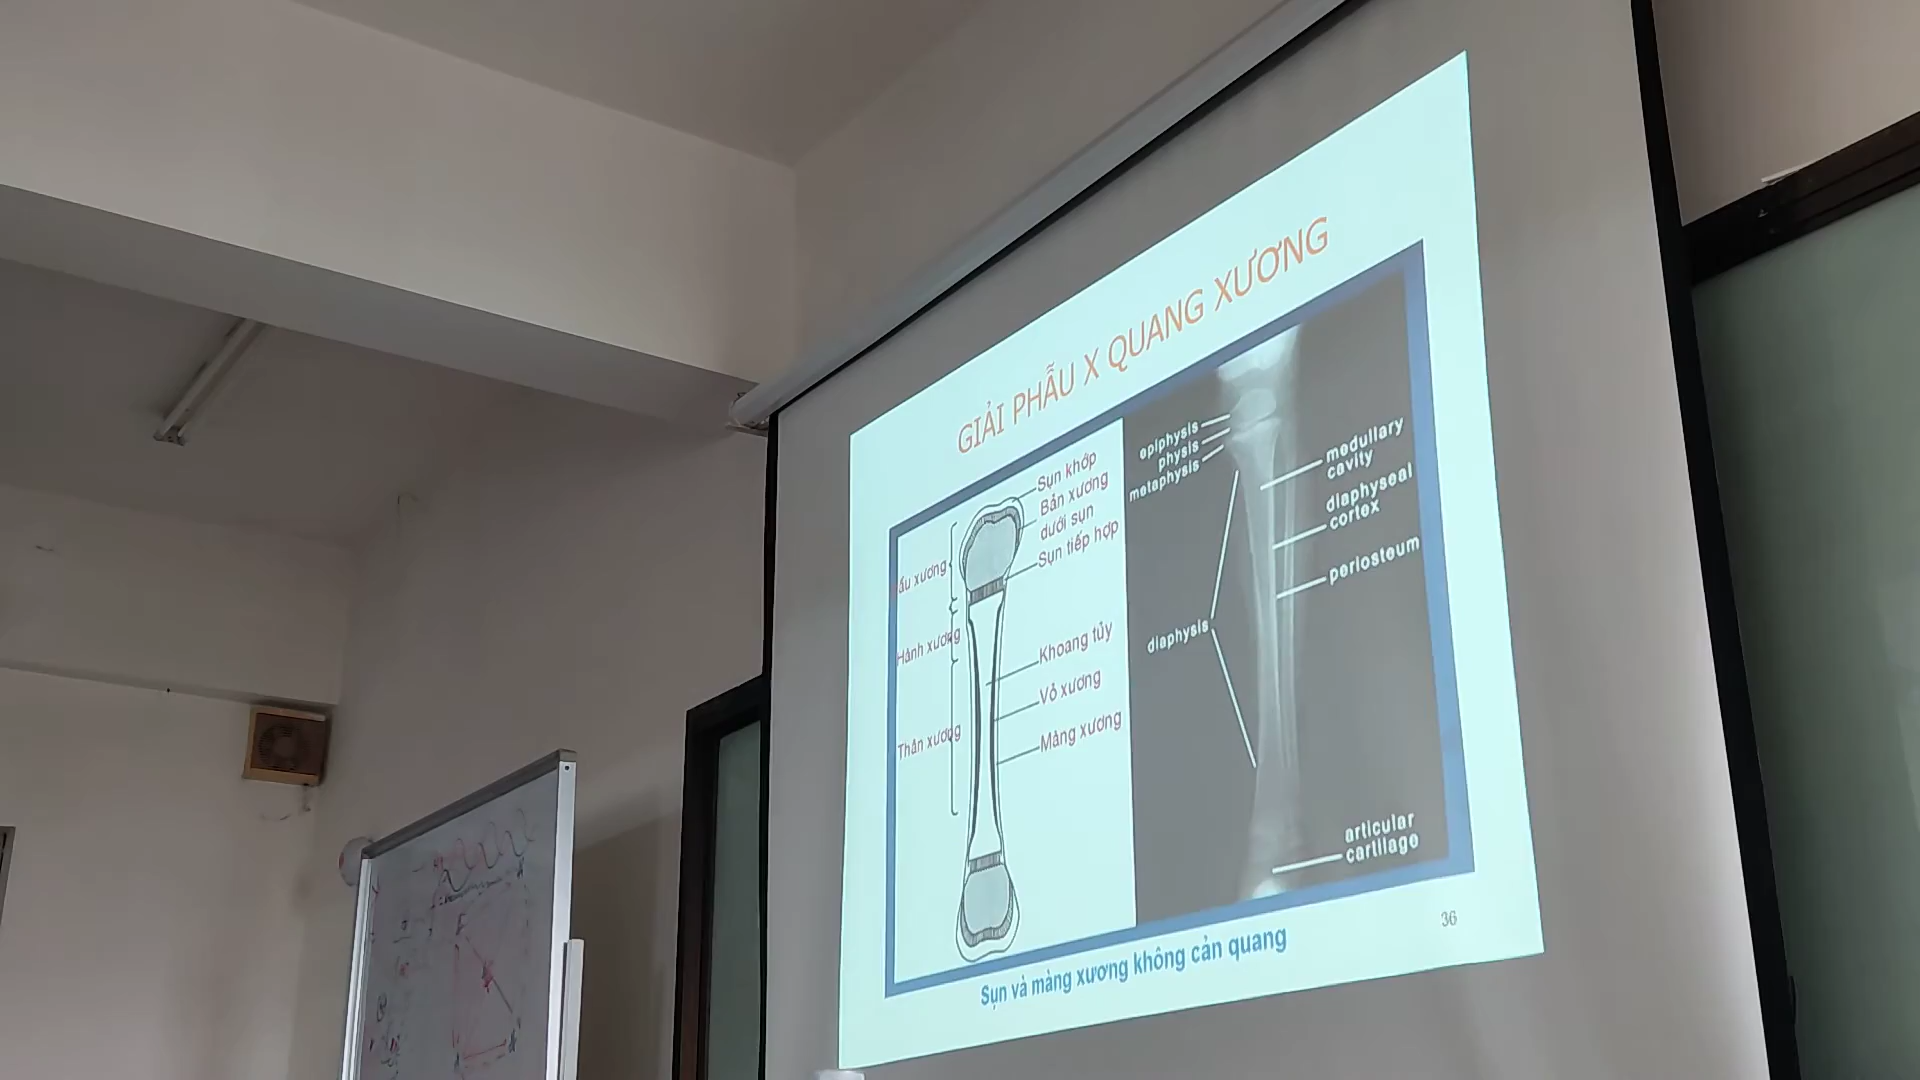 GIẢI PHẪU X QUANG XƯƠNG
Sụn khớp
Bản xương
dưới sụn
Sụn tiếp hợp
Đầu xương
Hành xương
Thân xương
Khoang tủy
Vỏ xương
Màng xương
epiphysis
physis
metaphysis
diaphysis
medullary
cavity
diaphyseal
cortex
periosteum
articular
cartilage
Sụn và màng xương không cản quang
36